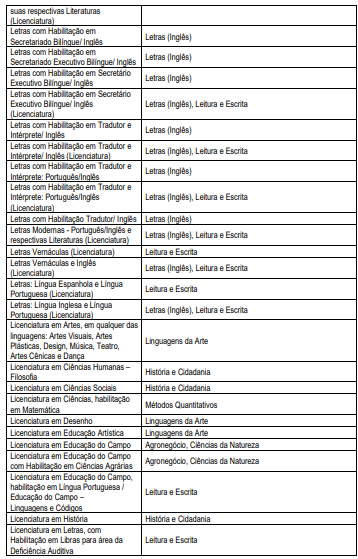 suas respectivas Literaturas
(Licenciatura)
Letras com Habilitação em
Secretariado Bilíngue/ Inglês
Letras (Inglês)
Letras com Habilitação em
Secretariado Executivo Bilíngue/ Inglês
Letras (Inglês)
Letras com Habilitação em Secretário
Executivo Bilíngue/ Inglês
Letras (Inglês)
Letras com Habilitação em Secretário
Executivo Bilíngue/ Inglês
(Licenciatura)
Letras (Inglês), Leitura e Escrita
Letras com Habilitação em Tradutor e
Intérprete/ Inglês
Letras (Inglês)
Letras com Habilitação em Tradutor e
Intérprete/ Inglês (Licenciatura)
Letras (Inglês), Leitura e Escrita
Letras com Habilitação em Tradutor e
Intérprete: Português/Inglês
Letras (Inglês)
Letras com Habilitação em Tradutor e
Intérprete: Português/Inglês
(Licenciatura)
Letras (Inglês), Leitura e Escrita
Letras com Habilitação Tradutor/ Inglês
Letras (Inglês)
Letras Modernas - Português/Inglês e
respectivas Literaturas (Licenciatura)
Letras (Inglês), Leitura e Escrita
Letras Vernáculas (Licenciatura)
Leitura e Escrita
Letras Vernáculas e Inglês
(Licenciatura)
Letras (Inglês), Leitura e Escrita
Letras: Língua Espanhola e Língua
Portuguesa (Licenciatura)
Leitura e Escrita
Letras: Língua Inglesa e Língua
Portuguesa (Licenciatura)
Letras (Inglês), Leitura e Escrita
Licenciatura em Artes, em qualquer das
linguagens: Artes Visuais, Artes
Plásticas, Design, Música, Teatro,
Artes Cênicas e Dança
Linguagens da Arte
Licenciatura em Ciências Humanas –
Filosofia
História e Cidadania
Licenciatura em Ciências Sociais
História e Cidadania
Licenciatura em Ciências, habilitação
em Matemática
Métodos Quantitativos
Licenciatura em Desenho
Linguagens da Arte
Licenciatura em Educação Artística
Linguagens da Arte
Licenciatura em Educação do Campo
Agronegócio, Ciências da Natureza
Licenciatura em Educação do Campo
com Habilitação em Ciências Agrárias
Agronegócio, Ciências da Natureza
Licenciatura em Educação do Campo,
habilitação em Língua Portuguesa /
Educação do Campo –
Linguagens e Códigos
Leitura e Escrita
Licenciatura em História
História e Cidadania
Licenciatura em Letras, com
Habilitação em Libras para área da
Deficiência Auditiva
Leitura e Escrita